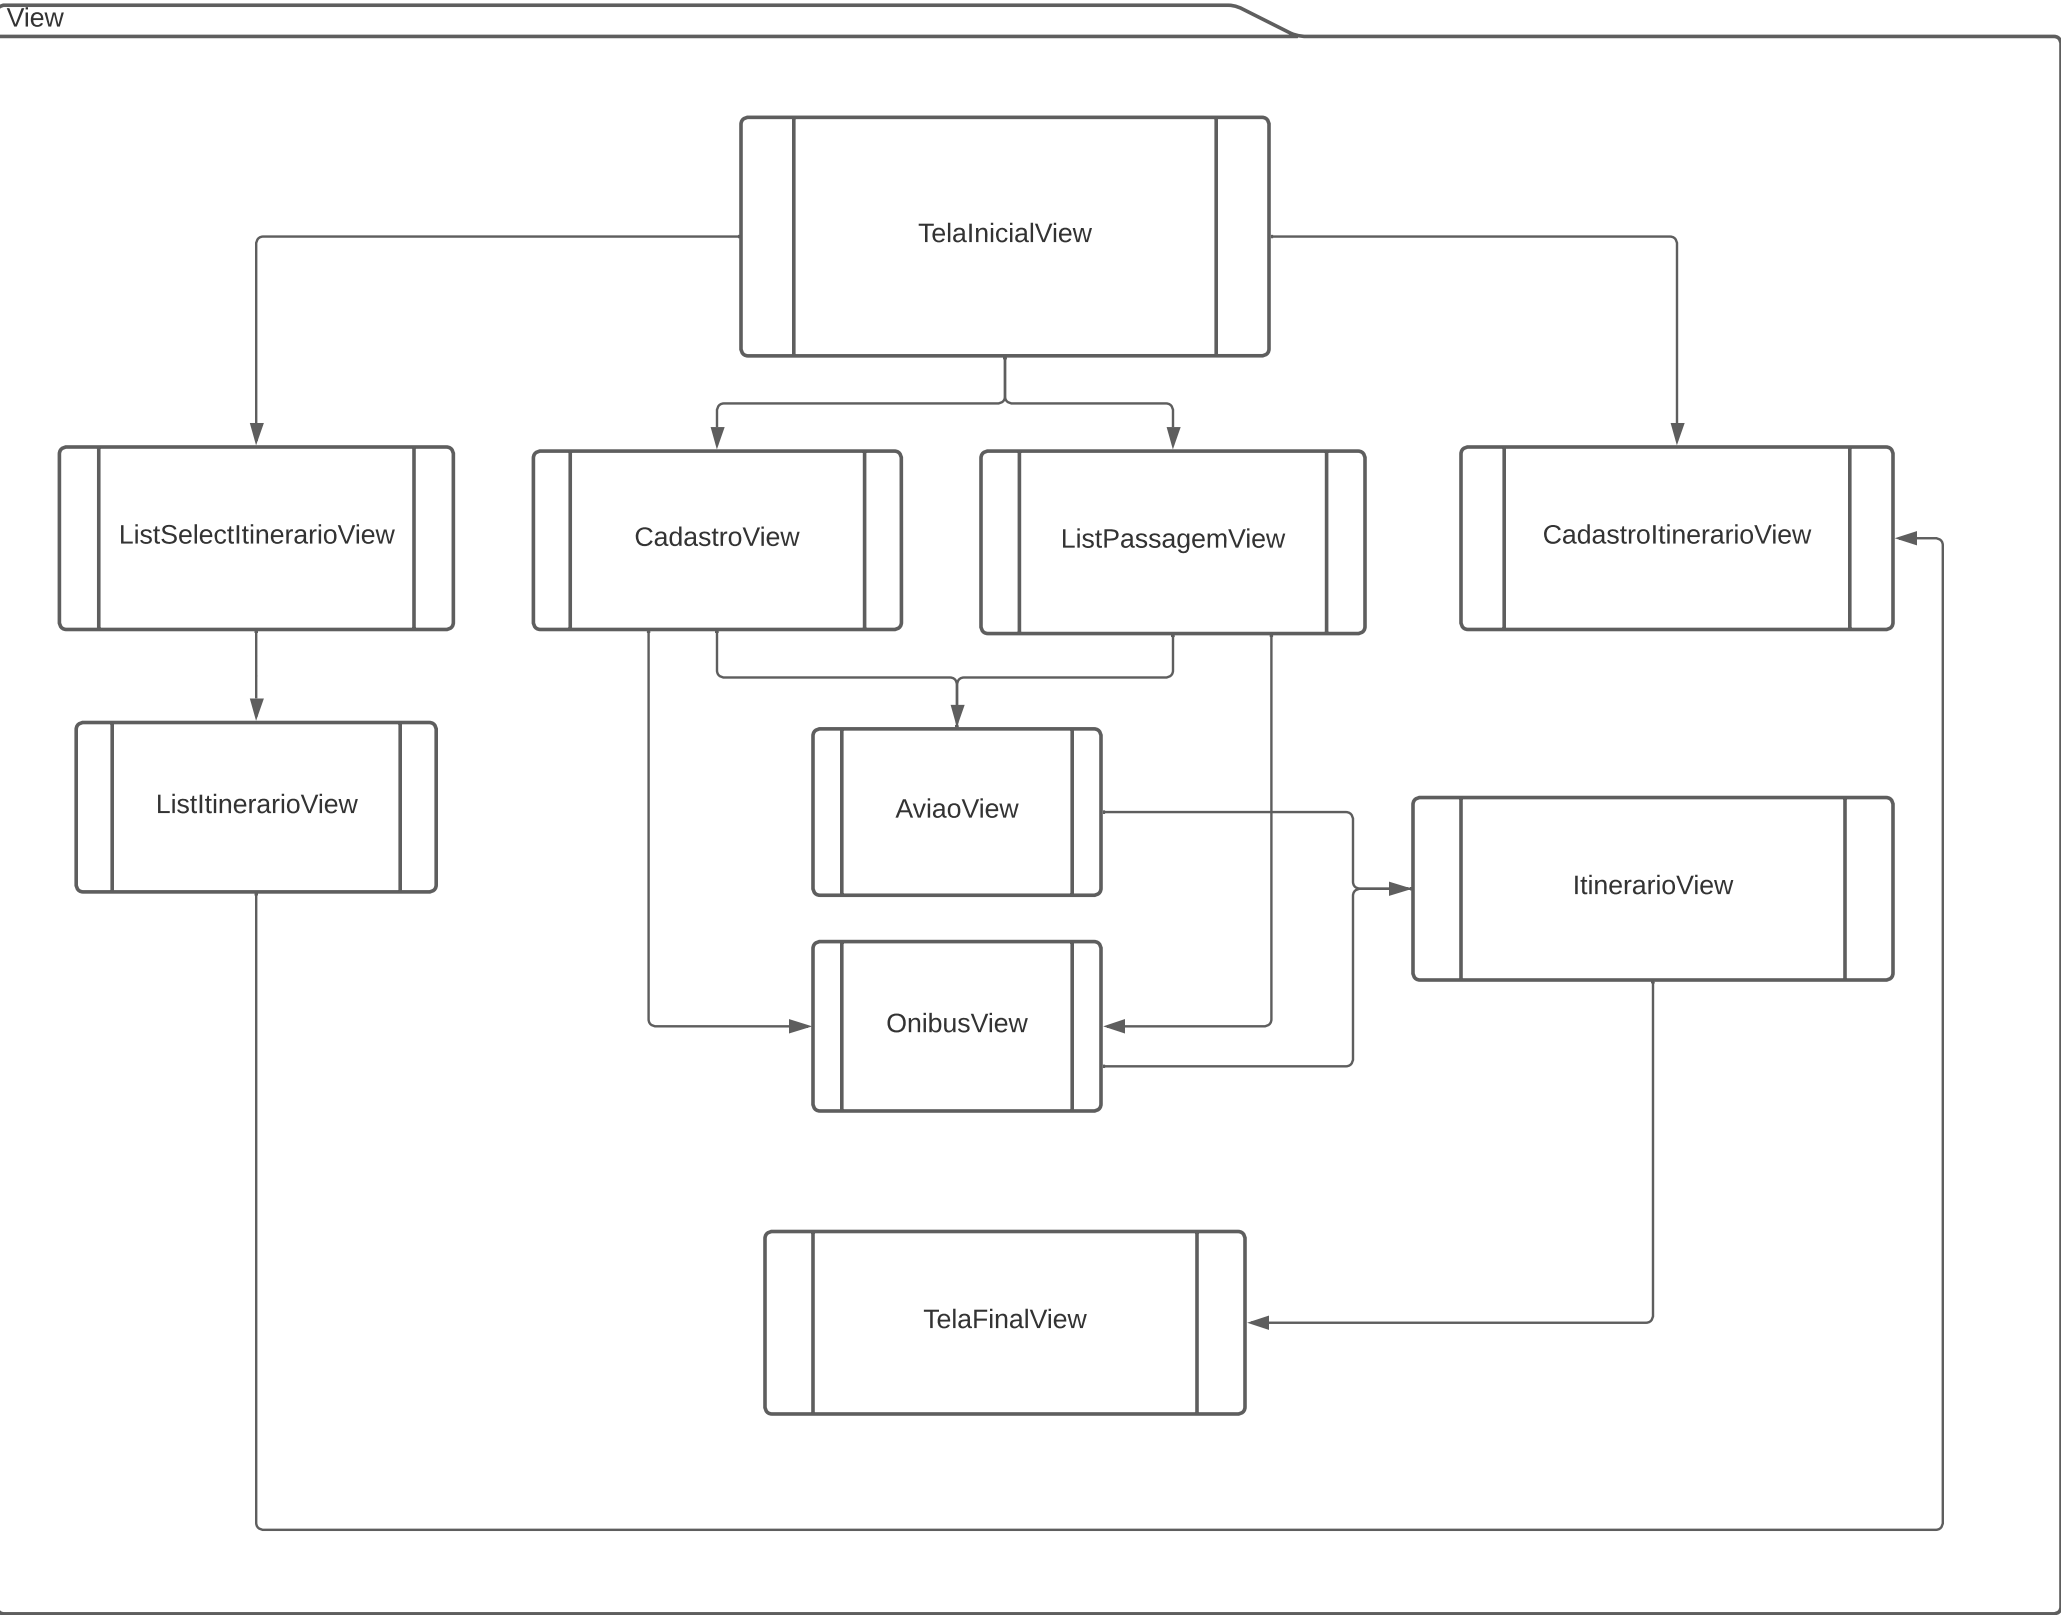 View
TelaInicialView
ListSelectItinerarioView
CadastroView
ListPassagemView
CadastroItinerarioView
ListItinerarioView
AviaoView
ItinerarioView
OnibusView
TelaFinalView